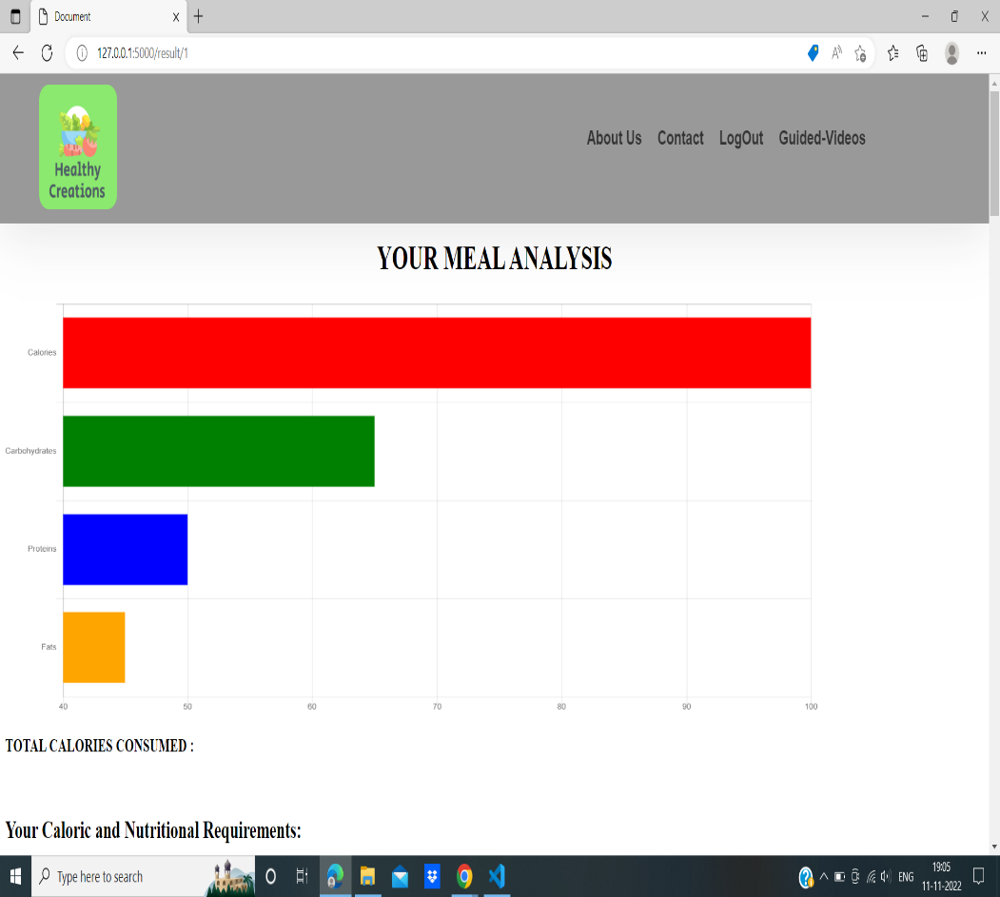 Document
127.0.0.1:5000/result/1
Healthy
Creations
About Us Contact LogOut Guided-Videos
YOUR MEAL ANALYSIS
Calories
Carbohydrates
Proteins
Fats
40 50 60 70 80 90 100
TOTAL CALORIES CONSUMED :
Your Caloric and Nutritional Requirements:
Type here to search
ENG
19:05
11-11-2022